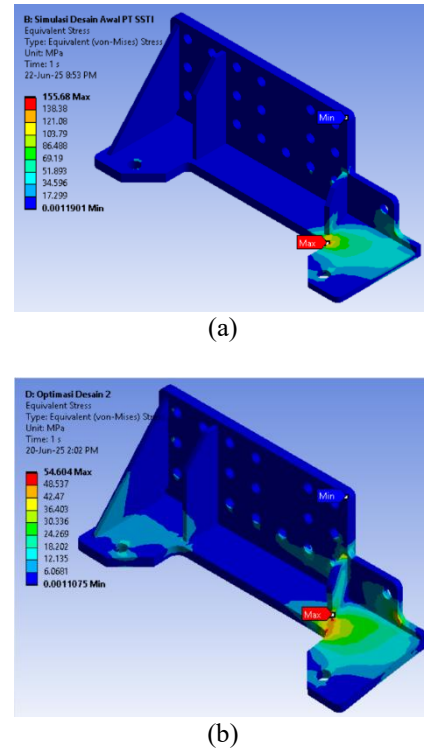 B: Simulasi Desain Awal PT SSTI
Equivalent Stress
Type: Equivalent (von-Mises) Stress
Unit: MPa
Time: 1 s
22-Jun-25 8:53 PM
155.68 Max
138.38
121.08
103.79
86.488
69.19
51.893
34.596
17.299
0.0011901 Min
Min
Max
(a)
D: Optimasi Desain 2
Equivalent Stress
Type: Equivalent (von-Mises) Stre
Unit: MPa
Time: 1 s
20-Jun-25 2:02 PM
54.604 Max
48.537
42.47
36.403
30.336
24.269
18.202
12.135
6.0681
0.0011075 Min
Min
Max
(b)